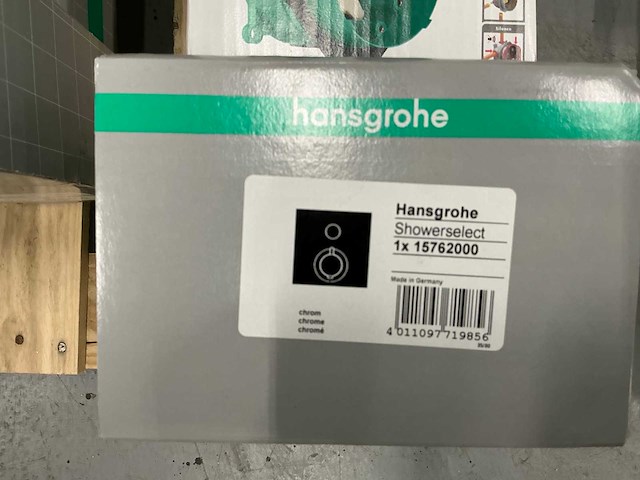 hansgrohe
Hansgrohe
Showerselect
1x 15762000
Made in Germany
chrom
chrome
chromé
4 011097 719856